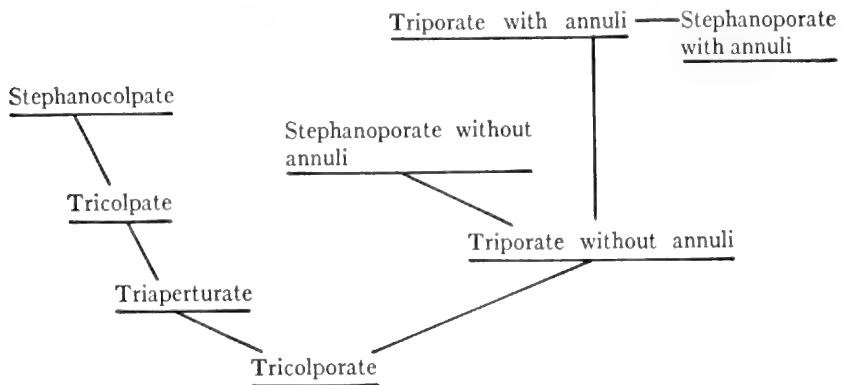 Triporate with annuli
Stephanoporate
with annuli
Stephanocolpate
Stephanoporate without
annuli
Tricolpate
Triporate without annuli
Triaperturate
Tricolporate